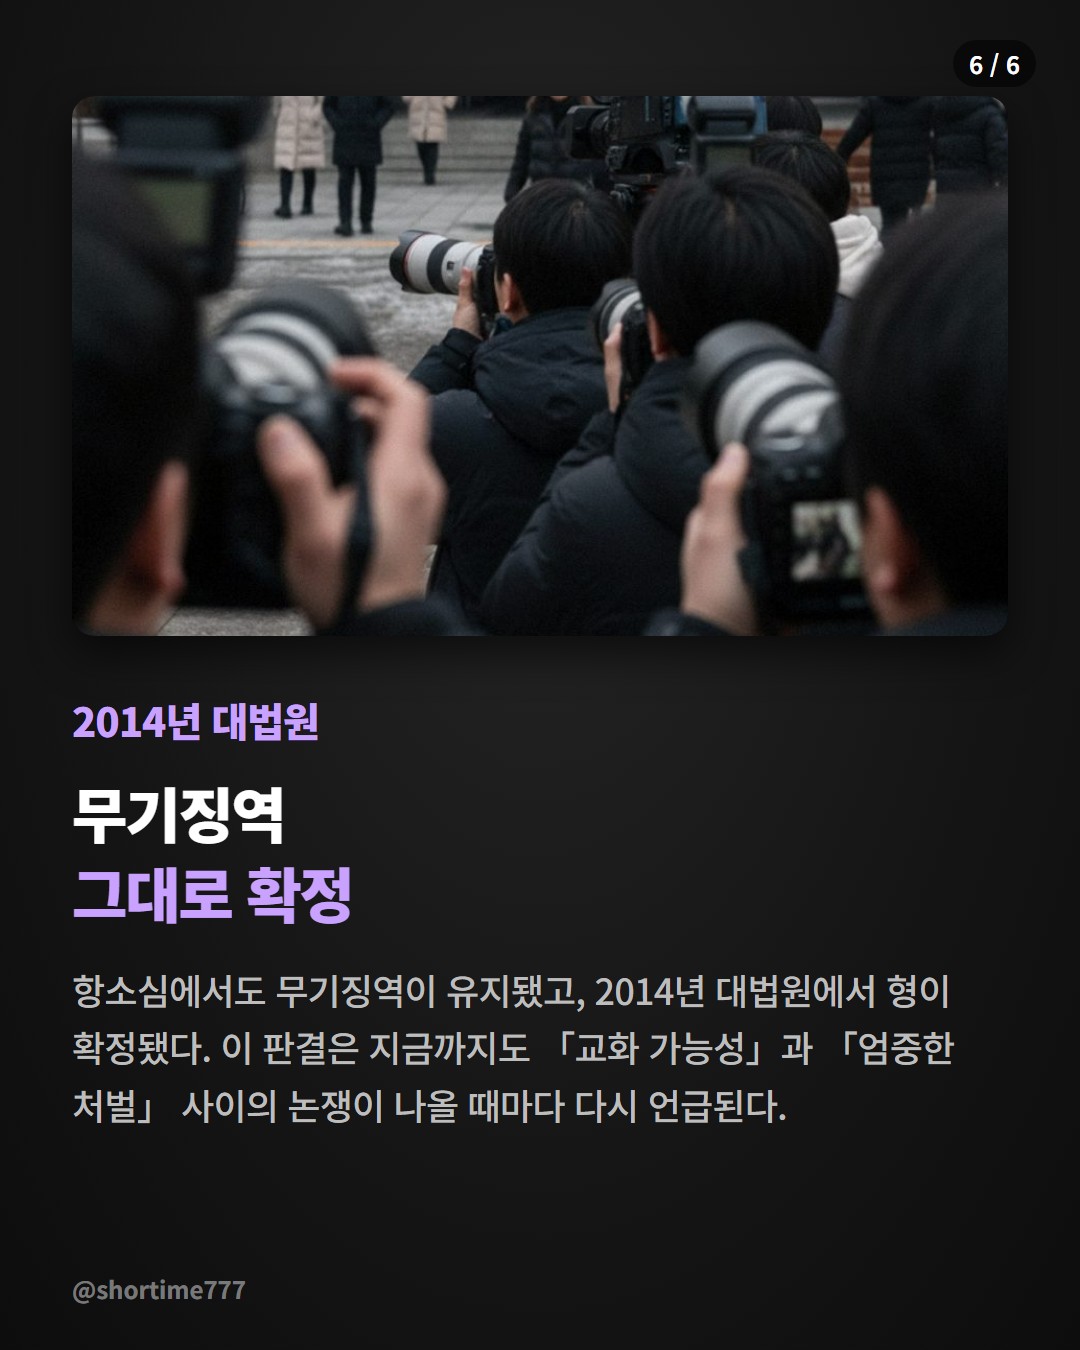 6 / 6
2014년 대법원
무기징역
그대로 확정
항소심에서도 무기징역이 유지됐고, 2014년 대법원에서 형이
확정됐다. 이 판결은 지금까지도 「교화 가능성」과 「엄중한
처벌」 사이의 논쟁이 나올 때마다 다시 언급된다.
@shortime777